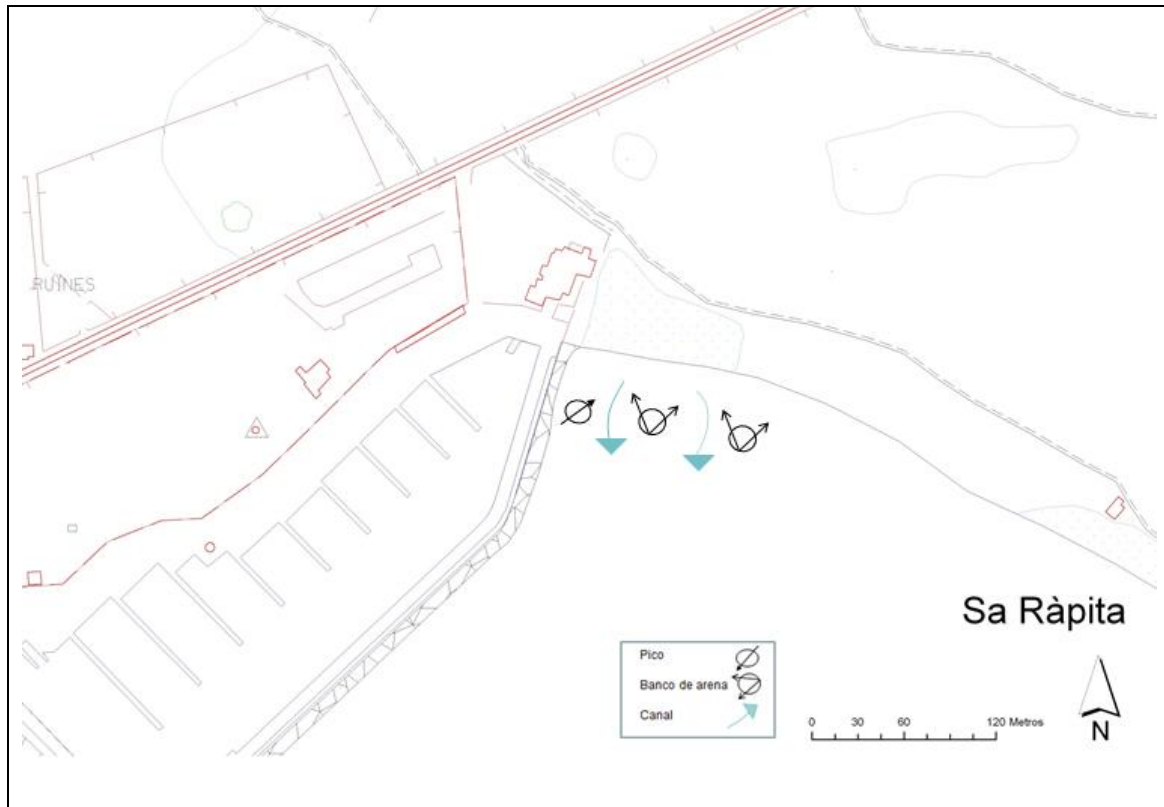 RUÏNES
Sa Ràpita
Pico
Banco de arena
Canal
0 30 60 120 Metros
N